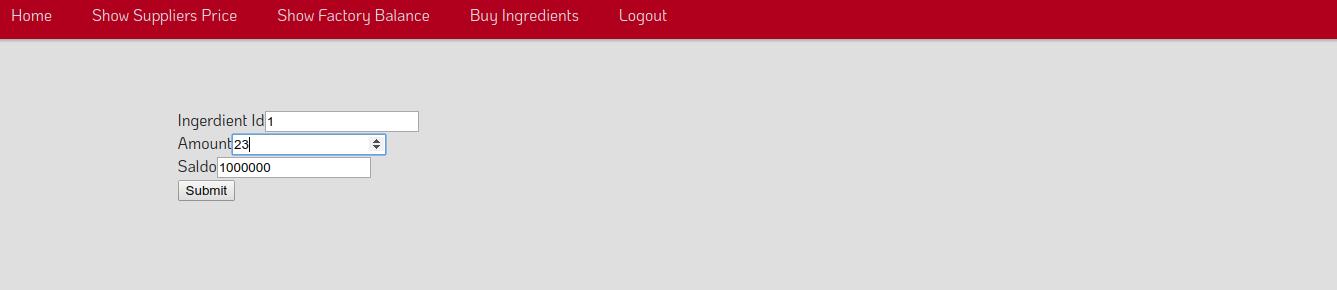 Home Show Suppliers Price Show Factory Balance Buy Ingredients Logout
Ingerdient Id 1
Amount 23
Saldo 1000000
Submit